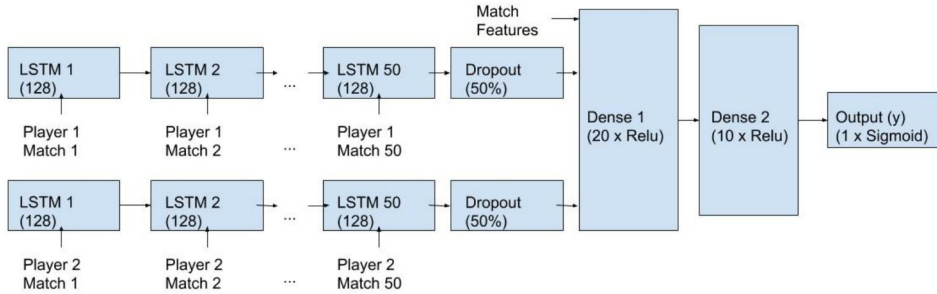 Match
Features
LSTM 1
(128)
LSTM 2
(128)
...
LSTM 50
(128)
Dropout
(50%)
Player 1
Match 1
Player 1
Match 2
...
Player 1
Match 50
Dense 1
(20 x Relu)
Dense 2
(10 x Relu)
Output (y)
(1 x Sigmoid)
LSTM 1
(128)
LSTM 2
(128)
...
LSTM 50
(128)
Dropout
(50%)
Player 2
Match 1
Player 2
Match 2
...
Player 2
Match 50